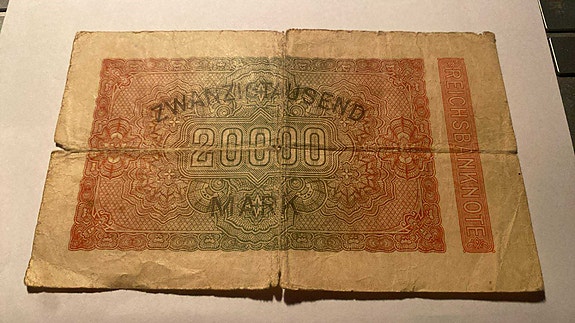 ZWANZIGTAUSEND
20000
MARK
REICHSBANKNOTE